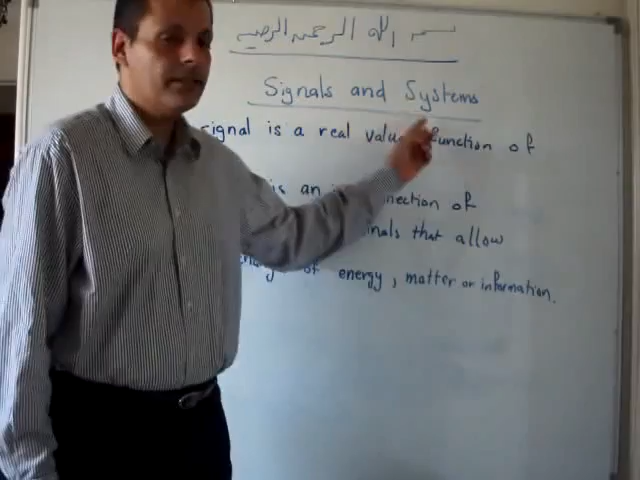 بسم الله الرحمن الرحيم
Signals and Systems
signal is a real value function of
is an nection of
nals that allow
of energy, matter or information.